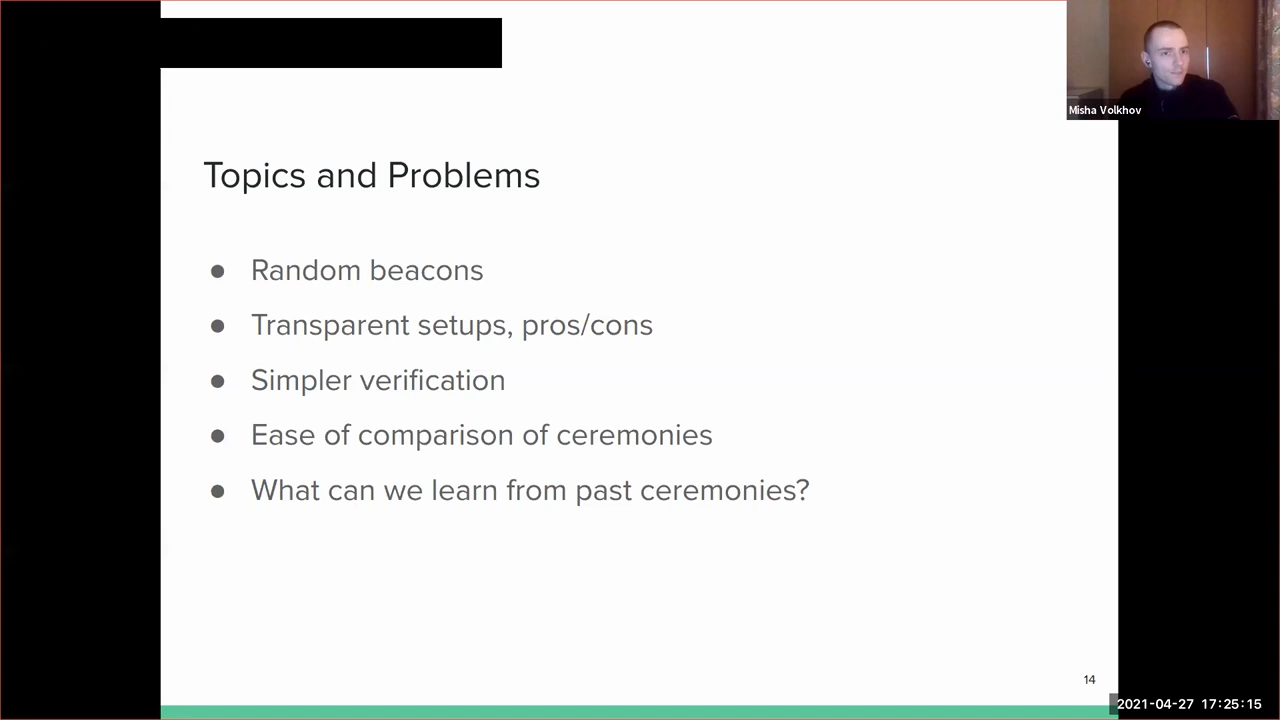 Misha Volkhov
Topics and Problems
● Random beacons
● Transparent setups, pros/cons
● Simpler verification
● Ease of comparison of ceremonies
● What can we learn from past ceremonies?
14
2021-04-27 17:25:15